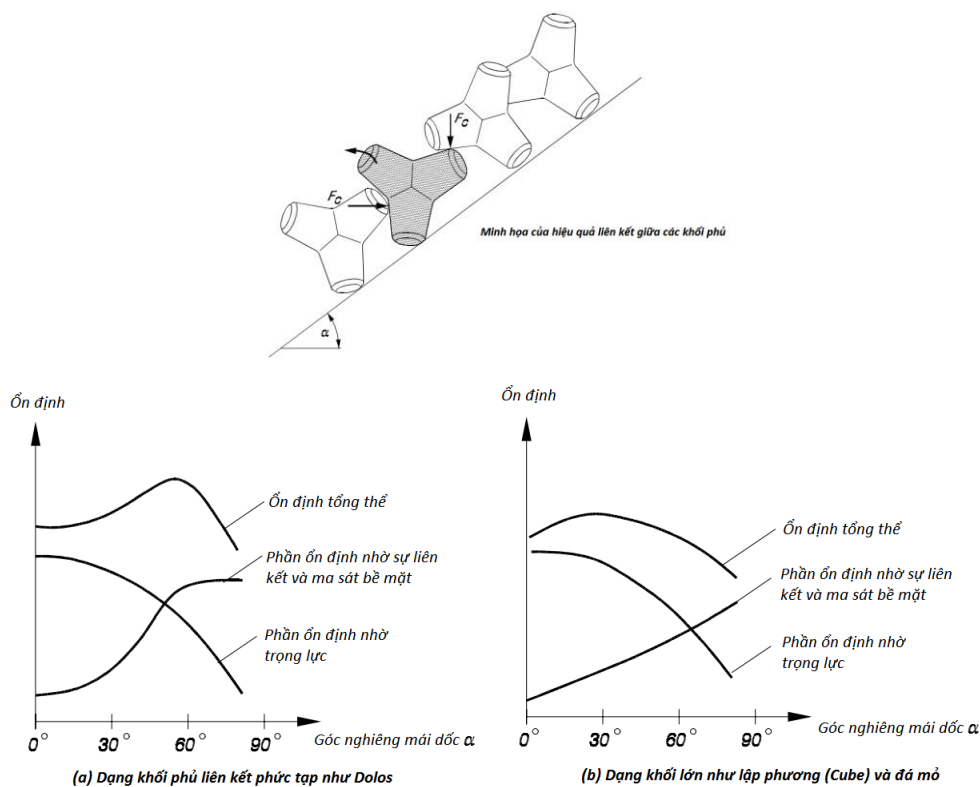 F_C
F_C
Minh họa của hiệu quả liên kết giữa các khối phủ
α
Ổn định
Ổn định tổng thể
Phần ổn định nhờ sự liên
kết và ma sát bề mặt
Phần ổn định nhờ
trọng lực
0° 30° 60° 90°
Góc nghiêng mái dốc α
(a) Dạng khối phủ liên kết phức tạp như Dolos
Ổn định
Ổn định tổng thể
Phần ổn định nhờ sự liên
kết và ma sát bề mặt
Phần ổn định nhờ
trọng lực
0° 30° 60° 90°
Góc nghiêng mái dốc α
(b) Dạng khối lớn như lập phương (Cube) và đá mỏ